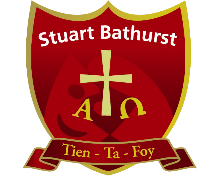 Stuart Bathurst
Α Ω
Tien - Ta - Foy